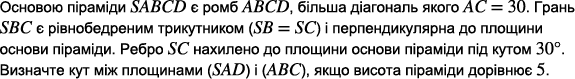 Основою піраміди SABCD є ромб ABCD, більша діагональ якого AC = 30. Грань
SBC є рівнобедреним трикутником (SB = SC) і перпендикулярна до площини
основи піраміди. Ребро SC нахилено до площини основи піраміди під кутом 30°.
Визначте кут між площинами (SAD) і (ABC), якщо висота піраміди дорівнює 5.